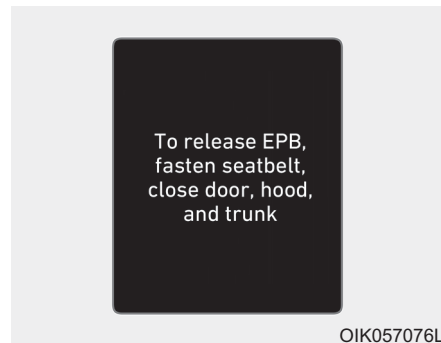 To release EPB,
fasten seatbelt,
close door, hood,
and trunk
OIK057076L